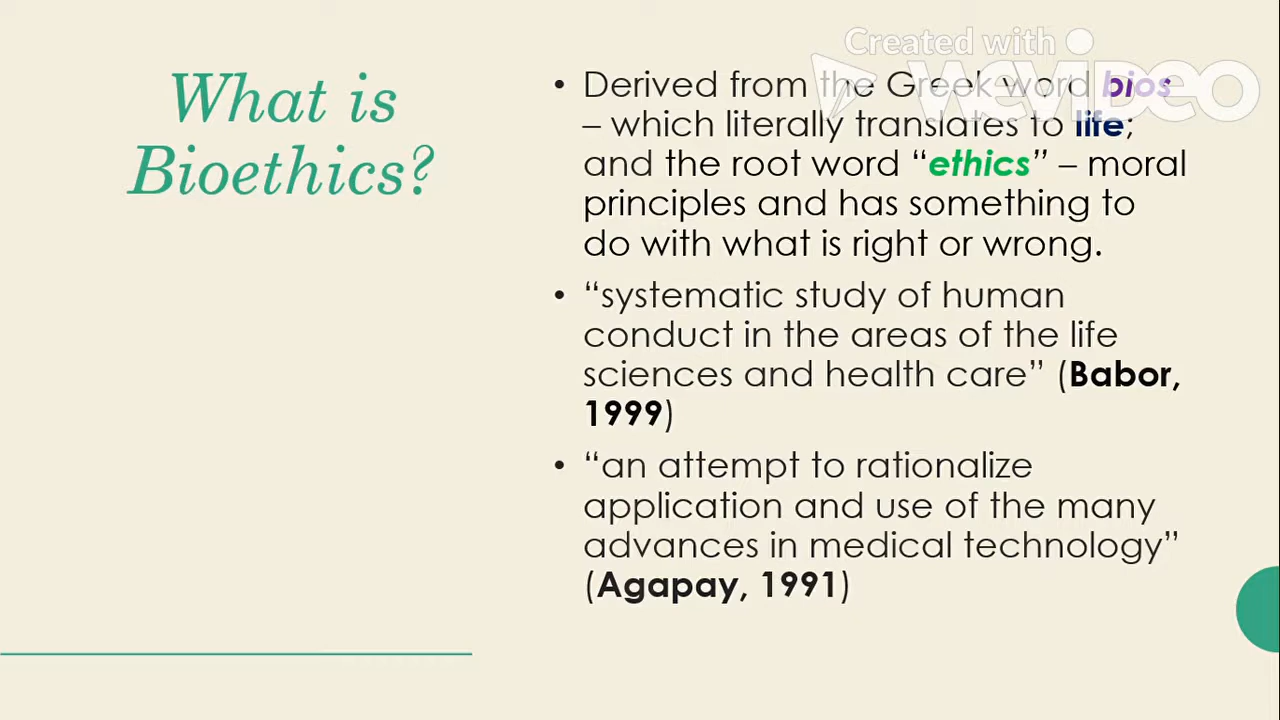 What is
Bioethics?
Created with
WeVideo
• Derived from the Greek word bios
– which literally translates to life;
and the root word “ethics” – moral
principles and has something to
do with what is right or wrong.
• “systematic study of human
conduct in the areas of the life
sciences and health care” (Babor,
1999)
• “an attempt to rationalize
application and use of the many
advances in medical technology”
(Agapay, 1991)